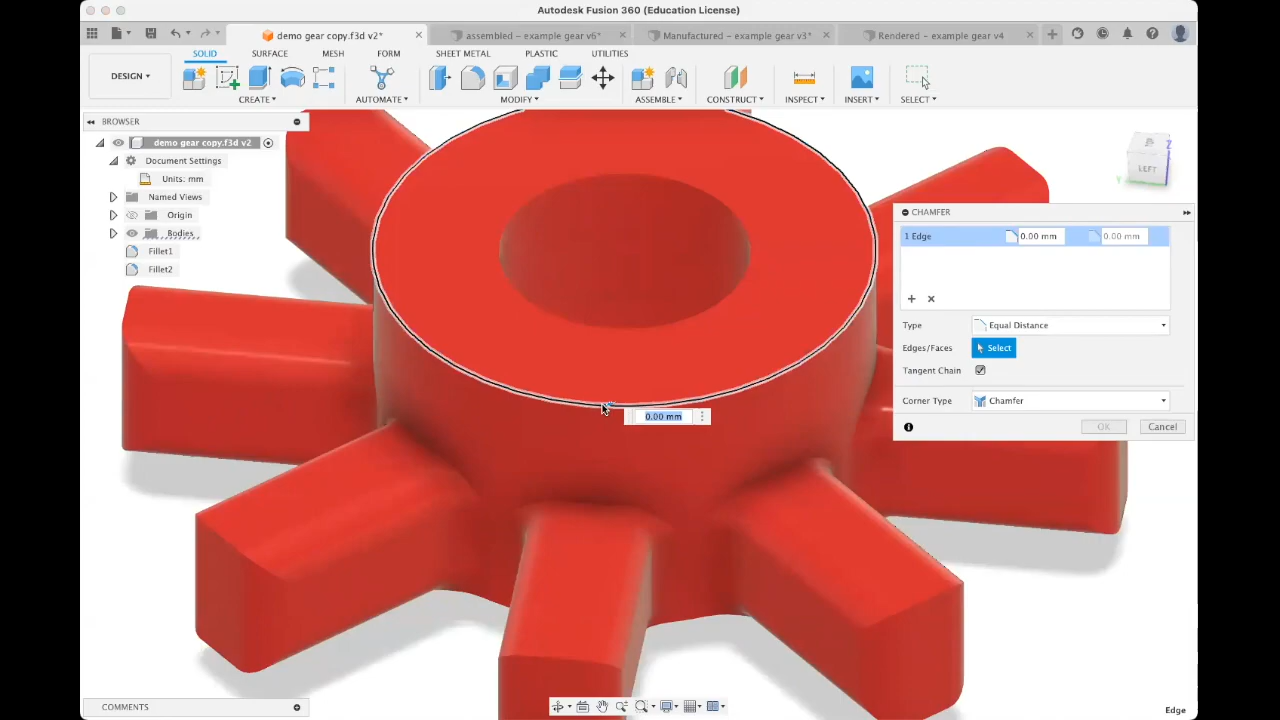 Autodesk Fusion 360 (Education License)
demo gear copy.f3d v2*
assembled – example gear v6*
Manufactured – example gear v3*
Rendered – example gear v4
SOLID
SURFACE
MESH
FORM
SHEET METAL
PLASTIC
UTILITIES
DESIGN
CREATE
AUTOMATE
MODIFY
ASSEMBLE
CONSTRUCT
INSPECT
INSERT
SELECT
BROWSER
demo gear copy.f3d v2
Document Settings
Units: mm
Named Views
Origin
Bodies
Fillet1
Fillet2
LEFT
Z
Y
CHAMFER
1 Edge
0.00 mm
0.00 mm
Type
Equal Distance
Edges/Faces
Select
Tangent Chain
Corner Type
Chamfer
OK
Cancel
0.00 mm
COMMENTS
Edge